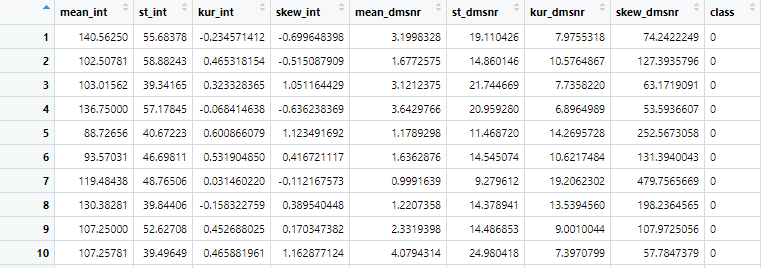 mean_int st_int kur_int skew_int mean_dmsnr st_dmsnr kur_dmsnr skew_dmsnr class
1 140.56250 55.68378 -0.234571412 -0.699648398 3.1998328 19.110426 7.9755318 74.2422249 0
2 102.50781 58.88243 0.465318154 -0.515087909 1.6772575 14.860146 10.5764867 127.3935796 0
3 103.01562 39.34165 0.323328365 1.051164429 3.1212375 21.744669 7.7358220 63.1719091 0
4 136.75000 57.17845 -0.068414638 -0.636238369 3.6429766 20.959280 6.8964989 53.5936607 0
5 88.72656 40.67223 0.600866079 1.123491692 1.1789298 11.468720 14.2695728 252.5673058 0
6 93.57031 46.69811 0.531904850 0.416721117 1.6362876 14.545074 10.6217484 131.3940043 0
7 119.48438 48.76506 0.031460220 -0.112167573 0.9991639 9.279612 19.2062302 479.7565669 0
8 130.38281 39.84406 -0.158322759 0.389540448 1.2207358 14.378941 13.5394560 198.2364565 0
9 107.25000 52.62708 0.452688025 0.170347382 2.3319398 14.486853 9.0010044 107.9725056 0
10 107.25781 39.49649 0.465881961 1.162877124 4.0794314 24.980418 7.3970799 57.7847379 0